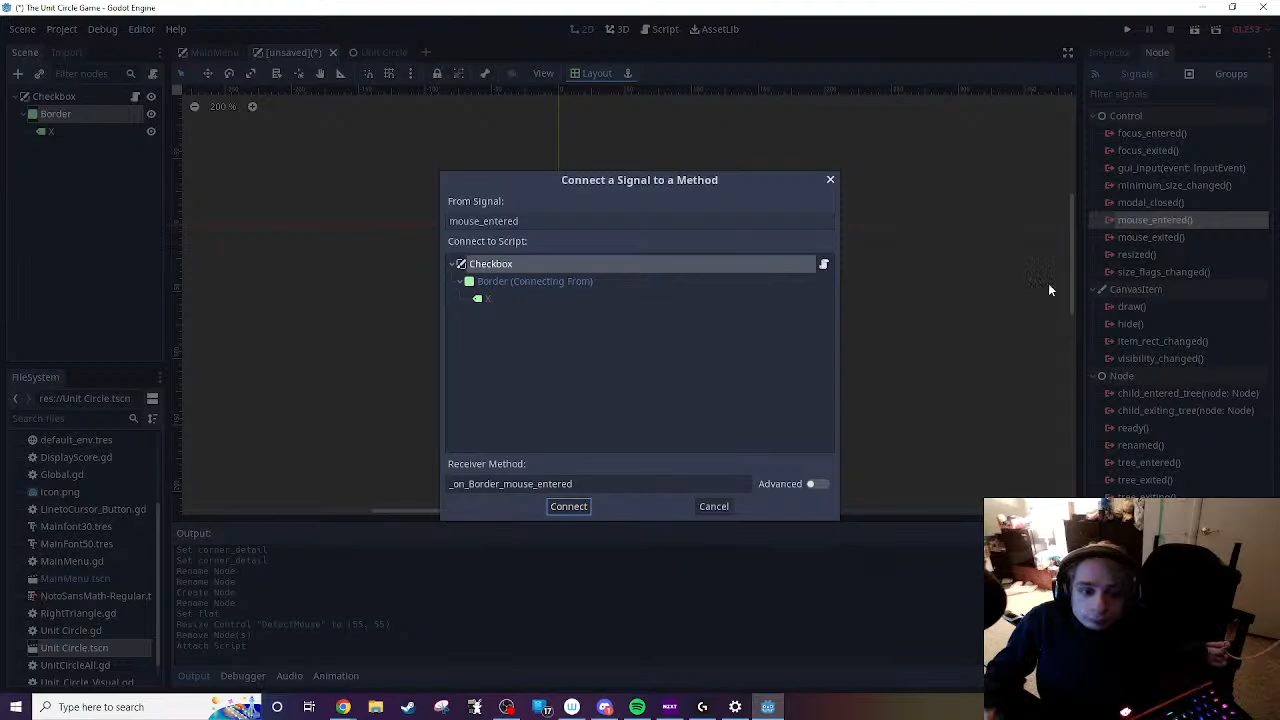 (*) The Unit Circle Game - Godot Engine
Scene Project Debug Editor Help
2D 3D Script AssetLib
GLES3
Scene Import
MainMenu [unsaved](*) Unit Circle
Inspector Node
Filter nodes
View Layout
Signals Groups
Filter signals
Checkbox
Border
X
200 %
Control
focus_entered()
focus_exited()
gui_input(event: InputEvent)
minimum_size_changed()
modal_closed()
mouse_entered()
mouse_exited()
resized()
size_flags_changed()
CanvasItem
draw()
hide()
item_rect_changed()
visibility_changed()
Node
child_entered_tree(node: Node)
child_exiting_tree(node: Node)
ready()
renamed()
tree_entered()
tree_exited()
tree_exiting()
Connect a Signal to a Method
From Signal:
mouse_entered
Connect to Script:
Checkbox
Border (Connecting From)
X
Receiver Method:
_on_Border_mouse_entered
Advanced
Connect Cancel
FileSystem
res://Unit Circle.tscn
Search files
default_env.tres
DisplayScore.gd
Global.gd
icon.png
LinetoCursor_Button.gd
Mainfont30.tres
MainFont50.tres
MainMenu.gd
MainMenu.tscn
NotoSansMath-Regular.t
RightTriangle.gd
Unit Circle.gd
Unit Circle.tscn
UnitCircleAll.gd
Unit Circle_Visual.gd
Output:
Set corner_detail
Set corner_detail
Rename Node
Rename Node
Create Node
Rename Node
Set flat
Resize Control "DetectMouse" to (55, 55)
Remove Node(s)
Attach Script
Output Debugger Audio Animation
Type here to search